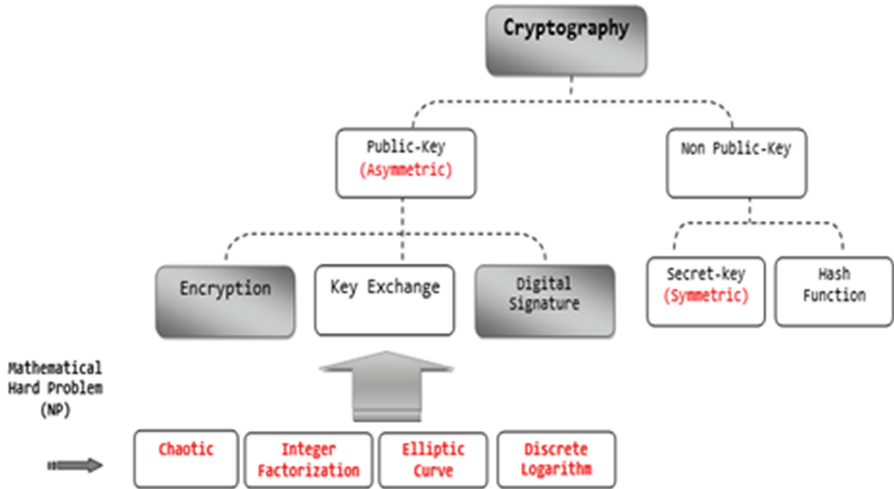 Cryptography
Public-Key
(Asymmetric)
Non Public-Key
Encryption
Key Exchange
Digital
Signature
Secret-key
(Symmetric)
Hash
Function
Mathematical
Hard Problem
(NP)
Chaotic
Integer
Factorization
Elliptic
Curve
Discrete
Logarithm